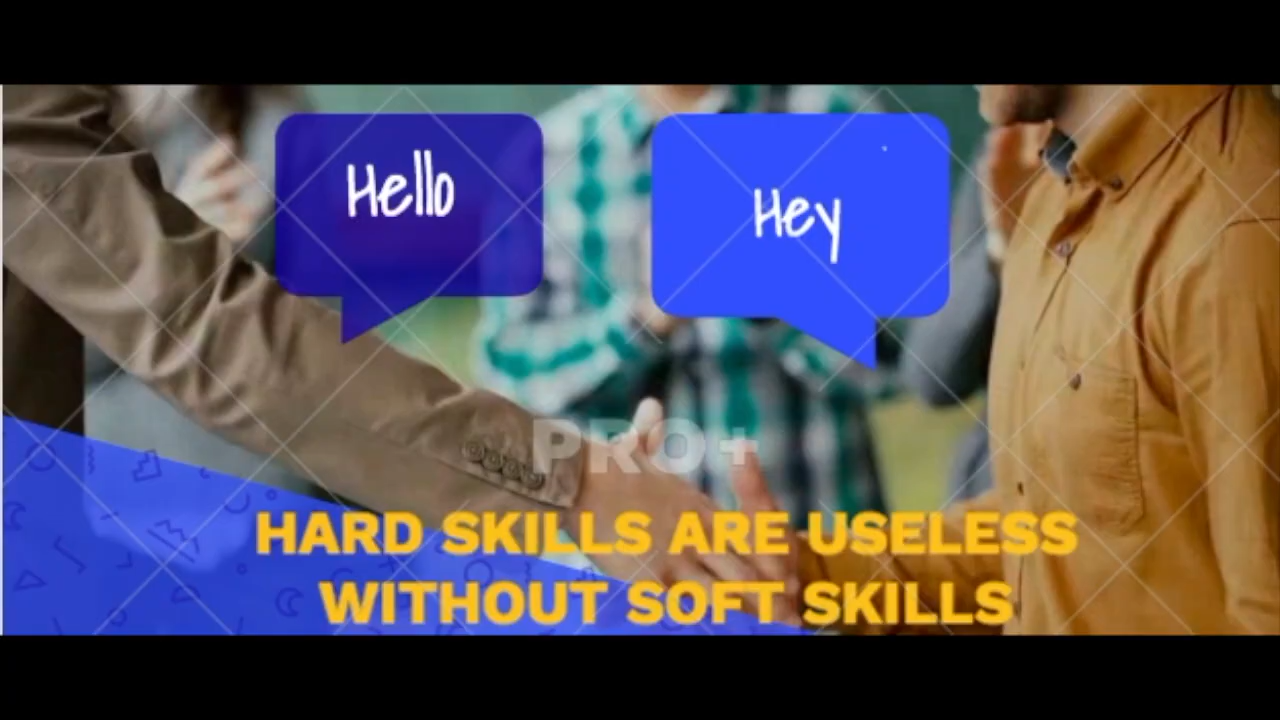 Hello
Hey
PRO+
HARD SKILLS ARE USELESS
WITHOUT SOFT SKILLS